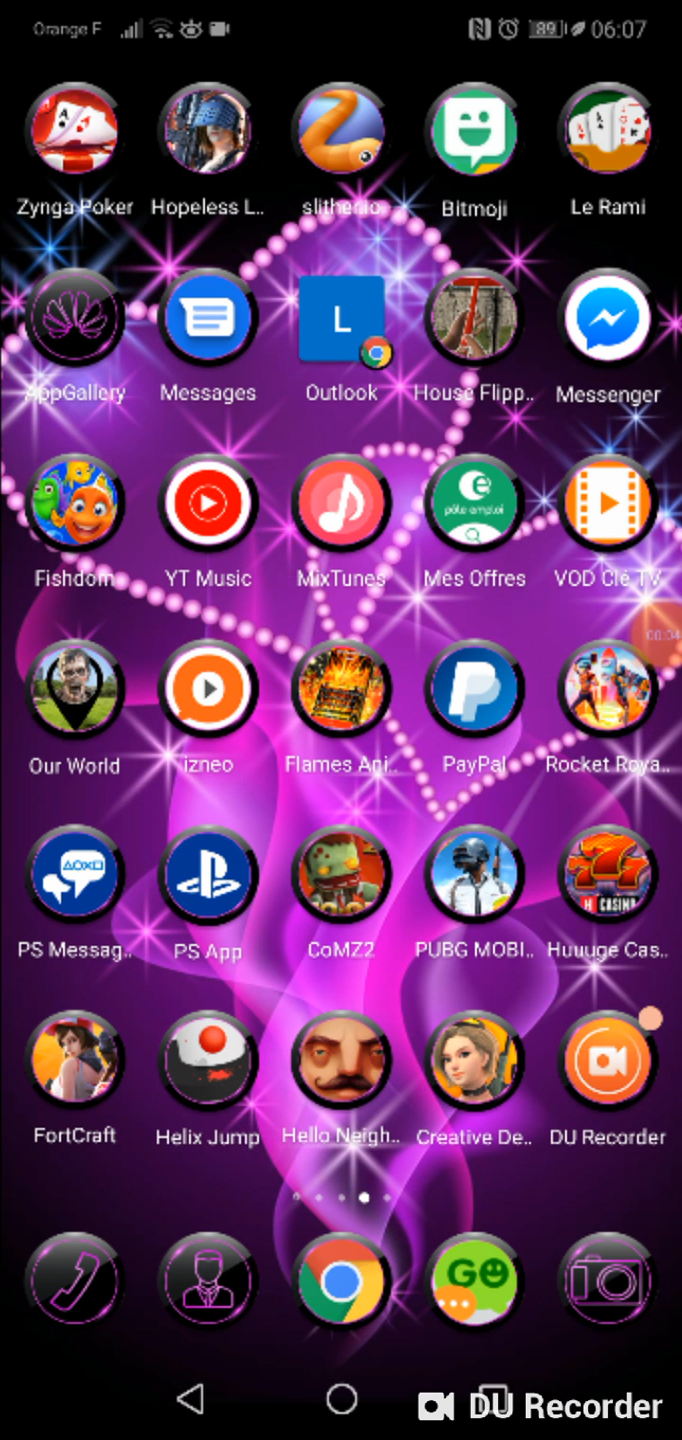 Orange F 89 06:07
Zynga Poker Hopeless L.. slither.io Bitmoji Le Rami
L
AppGallery Messages Outlook House Flipp.. Messenger
pôle emploi
Fishdom YT Music MixTunes Mes Offres VOD Clé TV
00:04
Our World izneo Flames Ani.. PayPal Rocket Roya..
777
H CASINO
PS Messag.. PS App CoMZ2 PUBG MOBI.. Huuuge Cas..
FortCraft Helix Jump Hello Neigh.. Creative De.. DU Recorder
GO
DU Recorder